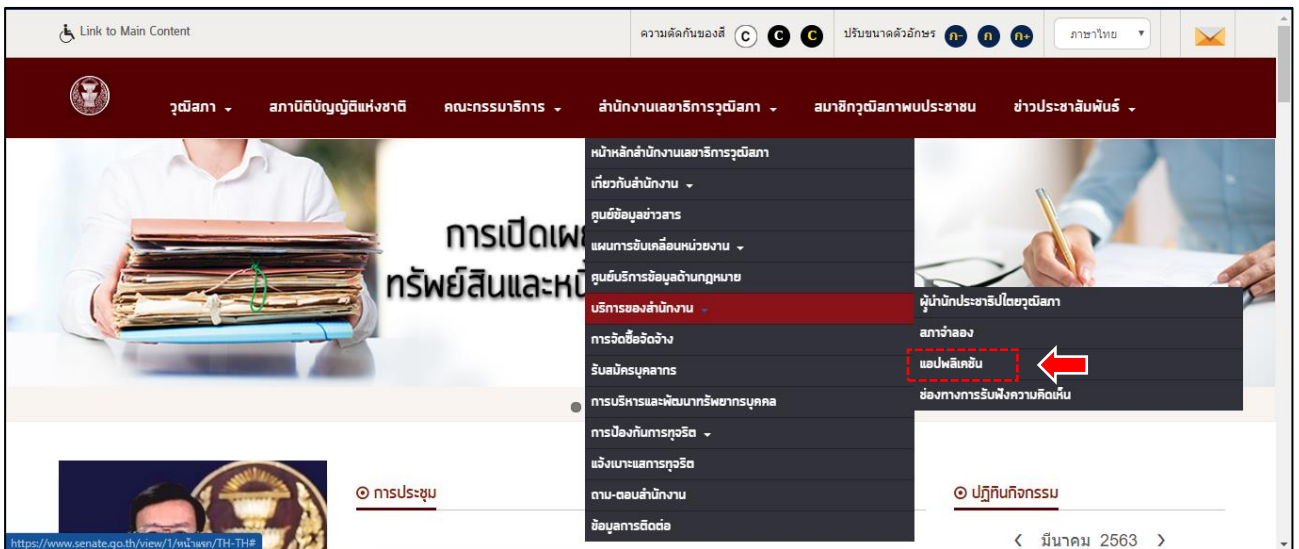 Link to Main Content
ความตัดกันของสี C C C ปรับขนาดตัวอักษร ก- ก ก+ ภาษาไทย
วุฒิสภา สภานิติบัญญัติแห่งชาติ คณะกรรมาธิการ สำนักงานเลขาธิการวุฒิสภา สมาชิกวุฒิสภาพบประชาชน ข่าวประชาสัมพันธ์
การเปิดเผย
ทรัพย์สินและหนี้
หน้าหลักสำนักงานเลขาธิการวุฒิสภา
เกี่ยวกับสำนักงาน
ศูนย์ข้อมูลข่าวสาร
แผนการขับเคลื่อนหน่วยงาน
ศูนย์บริการข้อมูลด้านกฎหมาย
บริการของสำนักงาน
การจัดซื้อจัดจ้าง
รับสมัครบุคลากร
การบริหารและพัฒนาทรัพยากรบุคคล
การป้องกันการทุจริต
แจ้งเบาะแสการทุจริต
ถาม-ตอบสำนักงาน
ข้อมูลการติดต่อ
ผู้นำนักประชาธิปไตยวุฒิสภา
สภาจำลอง
แอปพลิเคชัน
ช่องทางการรับฟังความคิดเห็น
การประชุม
ปฏิทินกิจกรรม
มีนาคม 2563
https://www.senate.go.th/view/1/หน้าแรก/TH-TH#